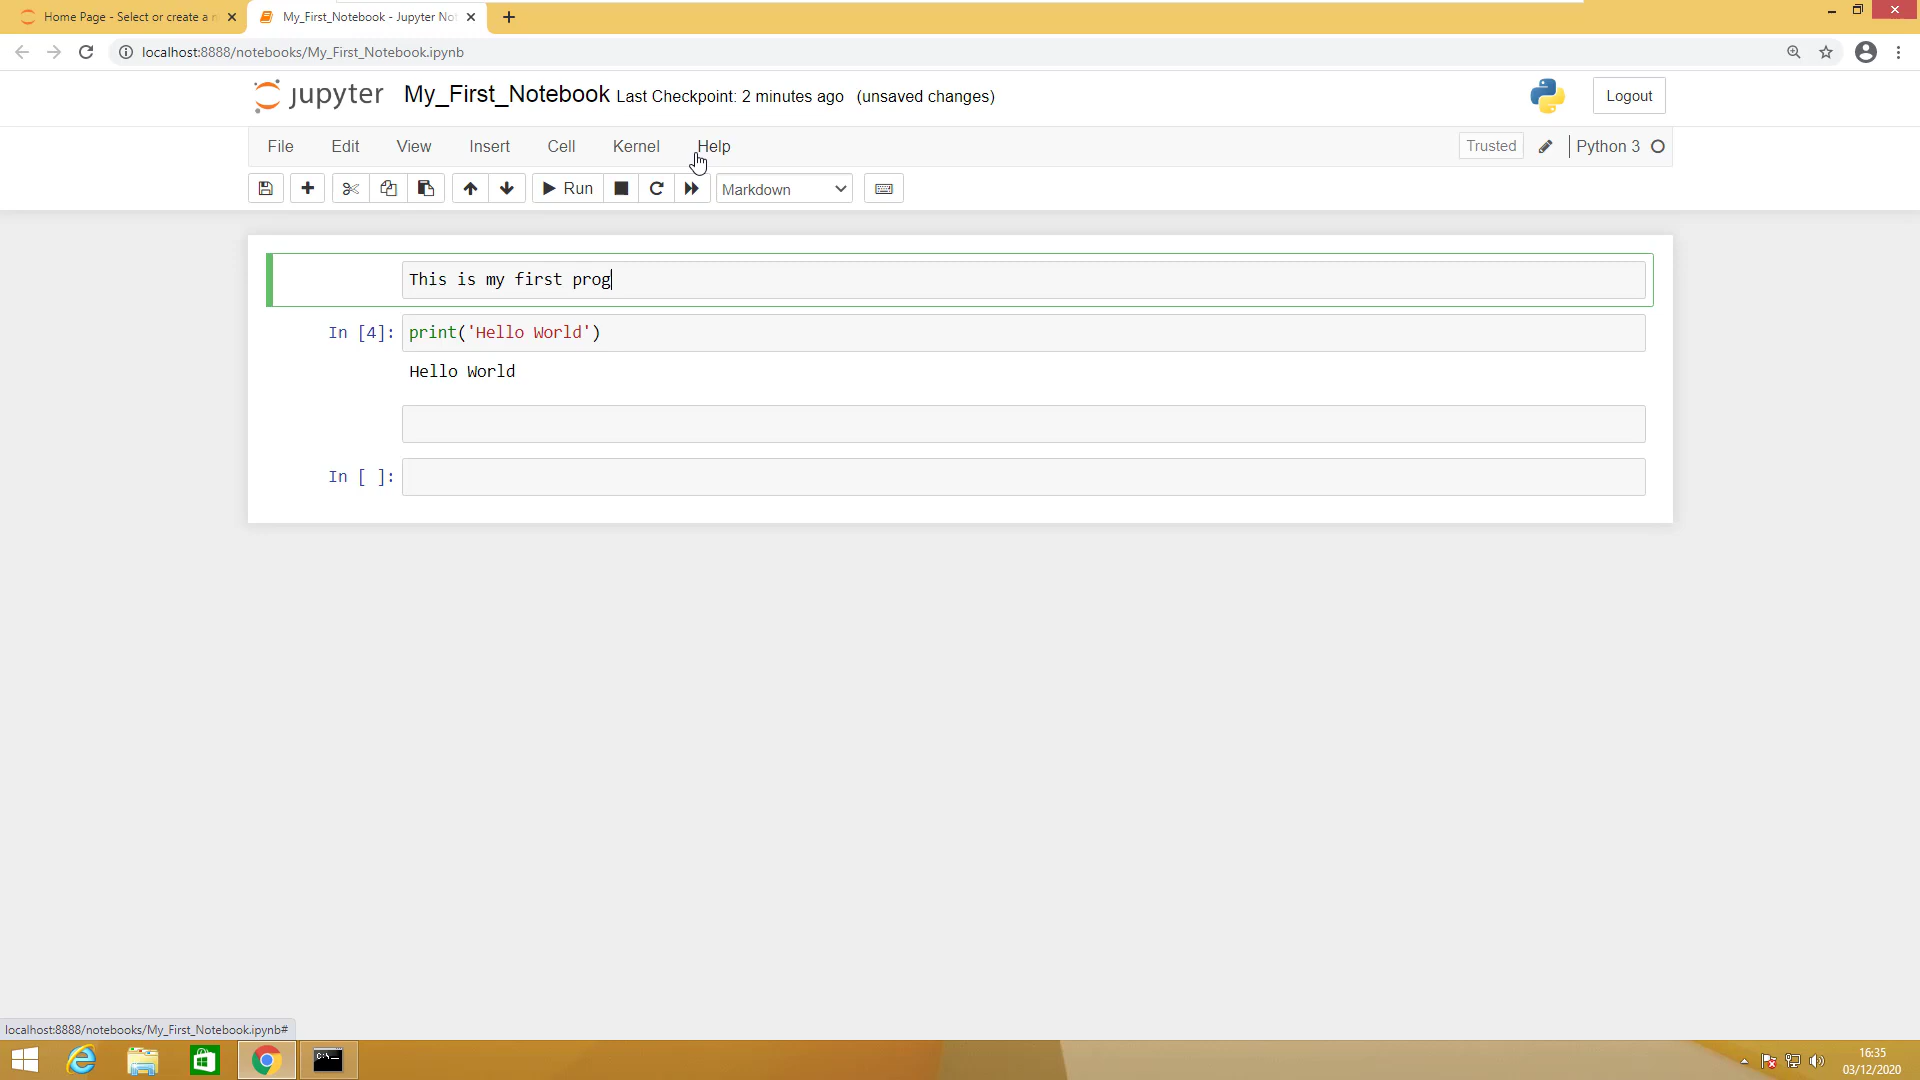 Home Page - Select or create a n
My_First_Notebook - Jupyter Not
localhost:8888/notebooks/My_First_Notebook.ipynb
jupyter My_First_Notebook Last Checkpoint: 2 minutes ago (unsaved changes)
Logout
File Edit View Insert Cell Kernel Help
Trusted
Python 3
Run
Markdown
This is my first prog
In [4]: print('Hello World')
Hello World
In [ ]:
localhost:8888/notebooks/My_First_Notebook.ipynb#
C:\_
16:35
03/12/2020